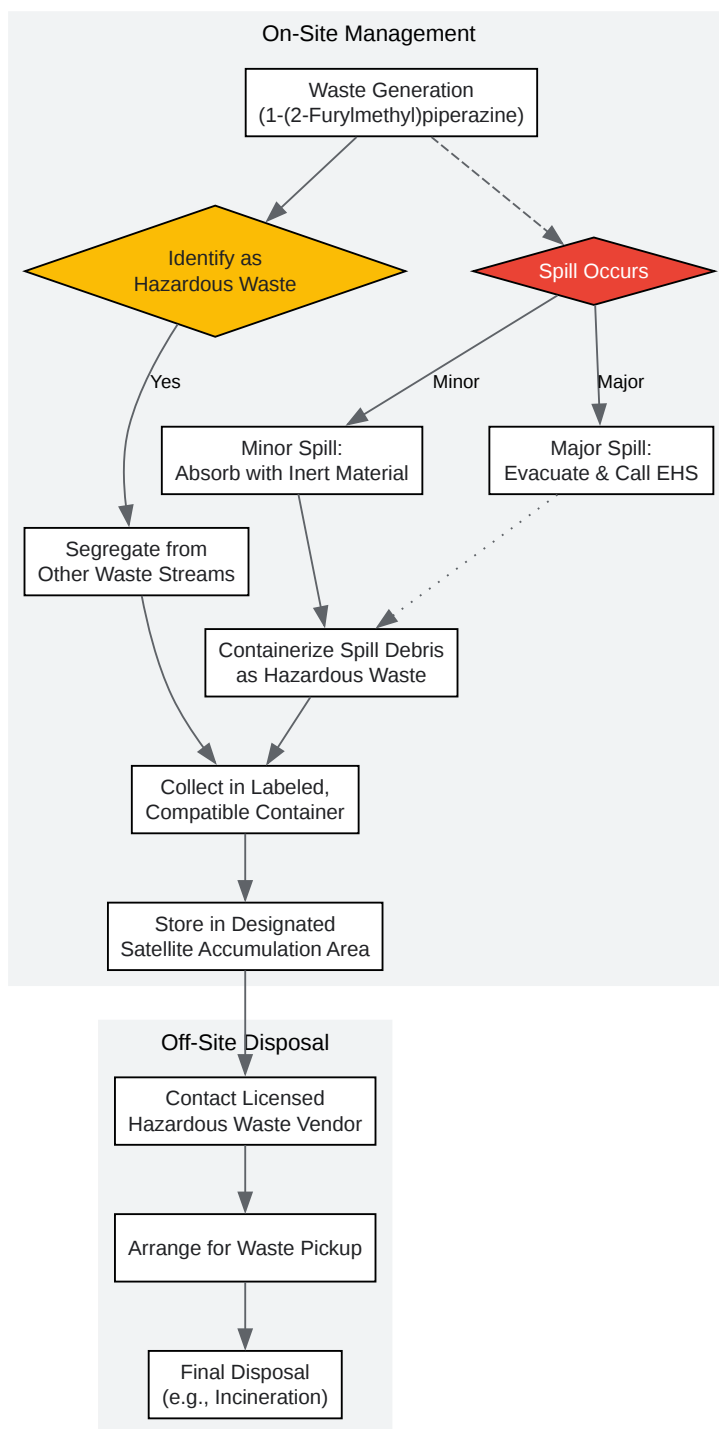 On-Site Management
Waste Generation
(1-(2-Furylmethyl)piperazine)
Identify as
Hazardous Waste
Spill Occurs
Yes
Minor
Major
Minor Spill:
Absorb with Inert Material
Major Spill:
Evacuate & Call EHS
Segregate from
Other Waste Streams
Containerize Spill Debris
as Hazardous Waste
Collect in Labeled,
Compatible Container
Store in Designated
Satellite Accumulation Area
Off-Site Disposal
Contact Licensed
Hazardous Waste Vendor
Arrange for Waste Pickup
Final Disposal
(e.g., Incineration)